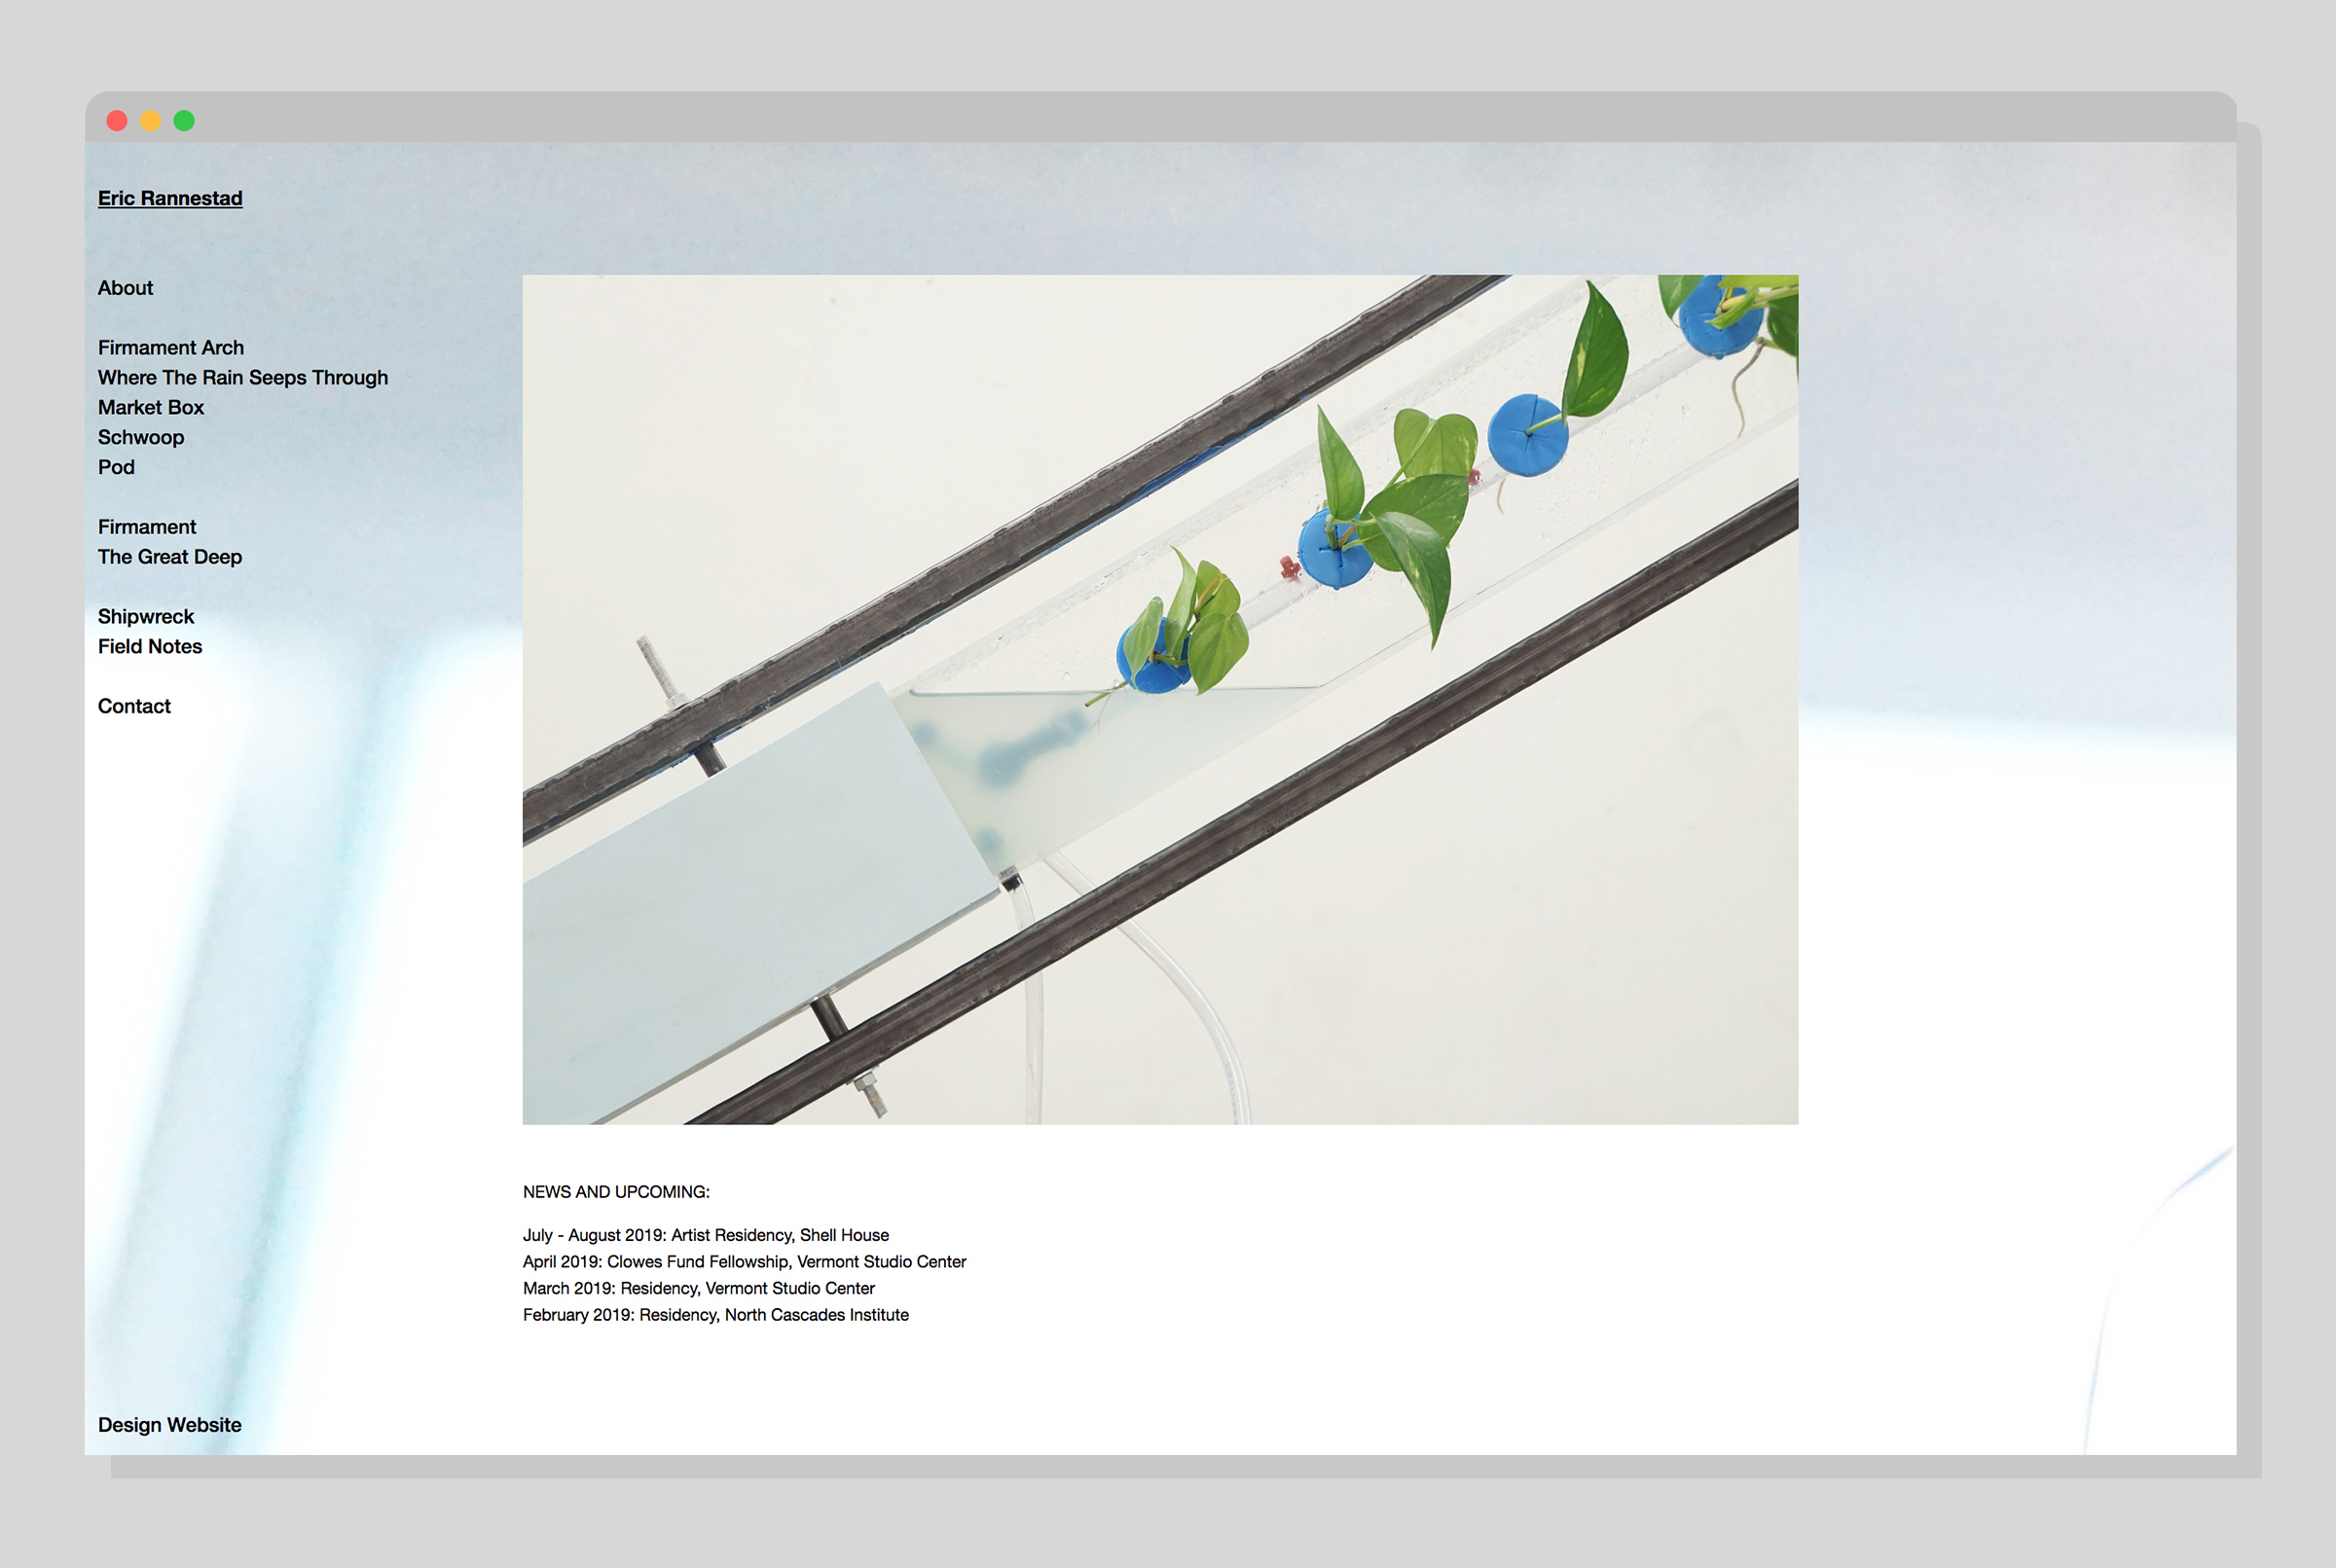 Eric Rannestad
About
Firmament Arch
Where The Rain Seeps Through
Market Box
Schwoop
Pod
Firmament
The Great Deep
Shipwreck
Field Notes
Contact
NEWS AND UPCOMING:
July - August 2019: Artist Residency, Shell House
April 2019: Clowes Fund Fellowship, Vermont Studio Center
March 2019: Residency, Vermont Studio Center
February 2019: Residency, North Cascades Institute
Design Website